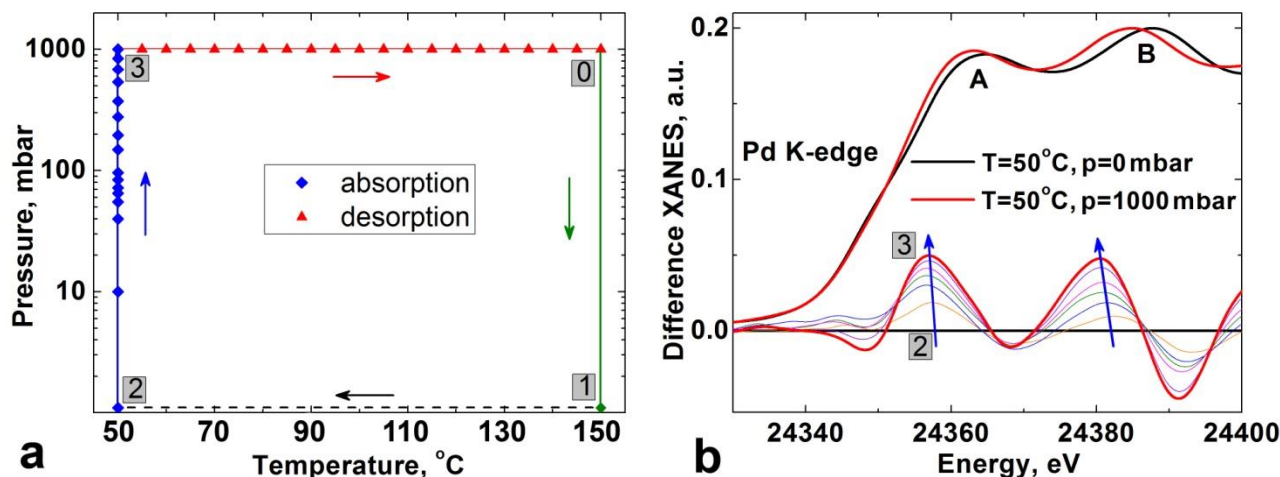 1000
100
10
Pressure, mbar
3
0
2
1
absorption
desorption
50
70
90
110
130
150
Temperature, °C
a
0.2
0.1
0.0
Difference XANES, a.u.
A
B
Pd K-edge
T=50°C, p=0 mbar
T=50°C, p=1000 mbar
3
2
24340
24360
24380
24400
Energy, eV
b